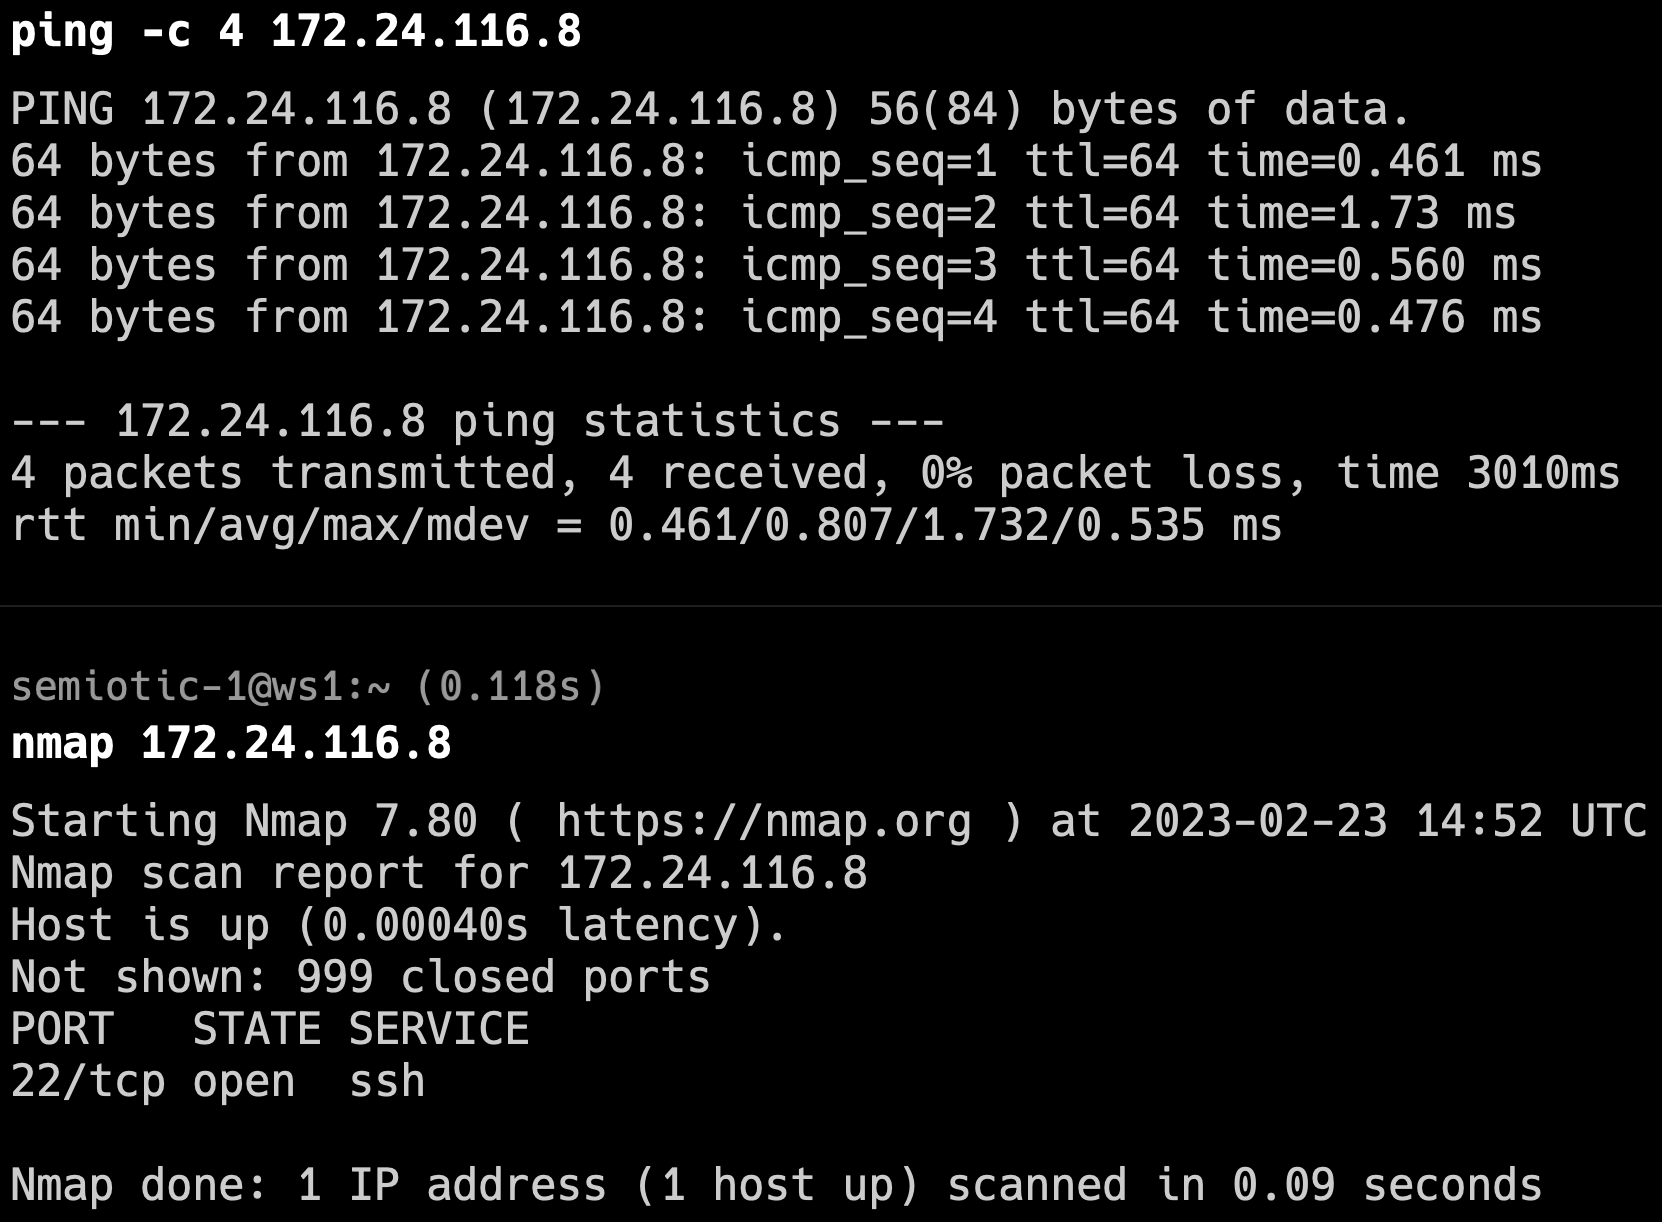 ping -c 4 172.24.116.8
PING 172.24.116.8 (172.24.116.8) 56(84) bytes of data.
64 bytes from 172.24.116.8: icmp_seq=1 ttl=64 time=0.461 ms
64 bytes from 172.24.116.8: icmp_seq=2 ttl=64 time=1.73 ms
64 bytes from 172.24.116.8: icmp_seq=3 ttl=64 time=0.560 ms
64 bytes from 172.24.116.8: icmp_seq=4 ttl=64 time=0.476 ms
--- 172.24.116.8 ping statistics ---
4 packets transmitted, 4 received, 0% packet loss, time 3010ms
rtt min/avg/max/mdev = 0.461/0.807/1.732/0.535 ms
semiotic-1@ws1:~ (0.118s)
nmap 172.24.116.8
Starting Nmap 7.80 ( https://nmap.org ) at 2023-02-23 14:52 UTC
Nmap scan report for 172.24.116.8
Host is up (0.00040s latency).
Not shown: 999 closed ports
PORT   STATE SERVICE
22/tcp open  ssh
Nmap done: 1 IP address (1 host up) scanned in 0.09 seconds